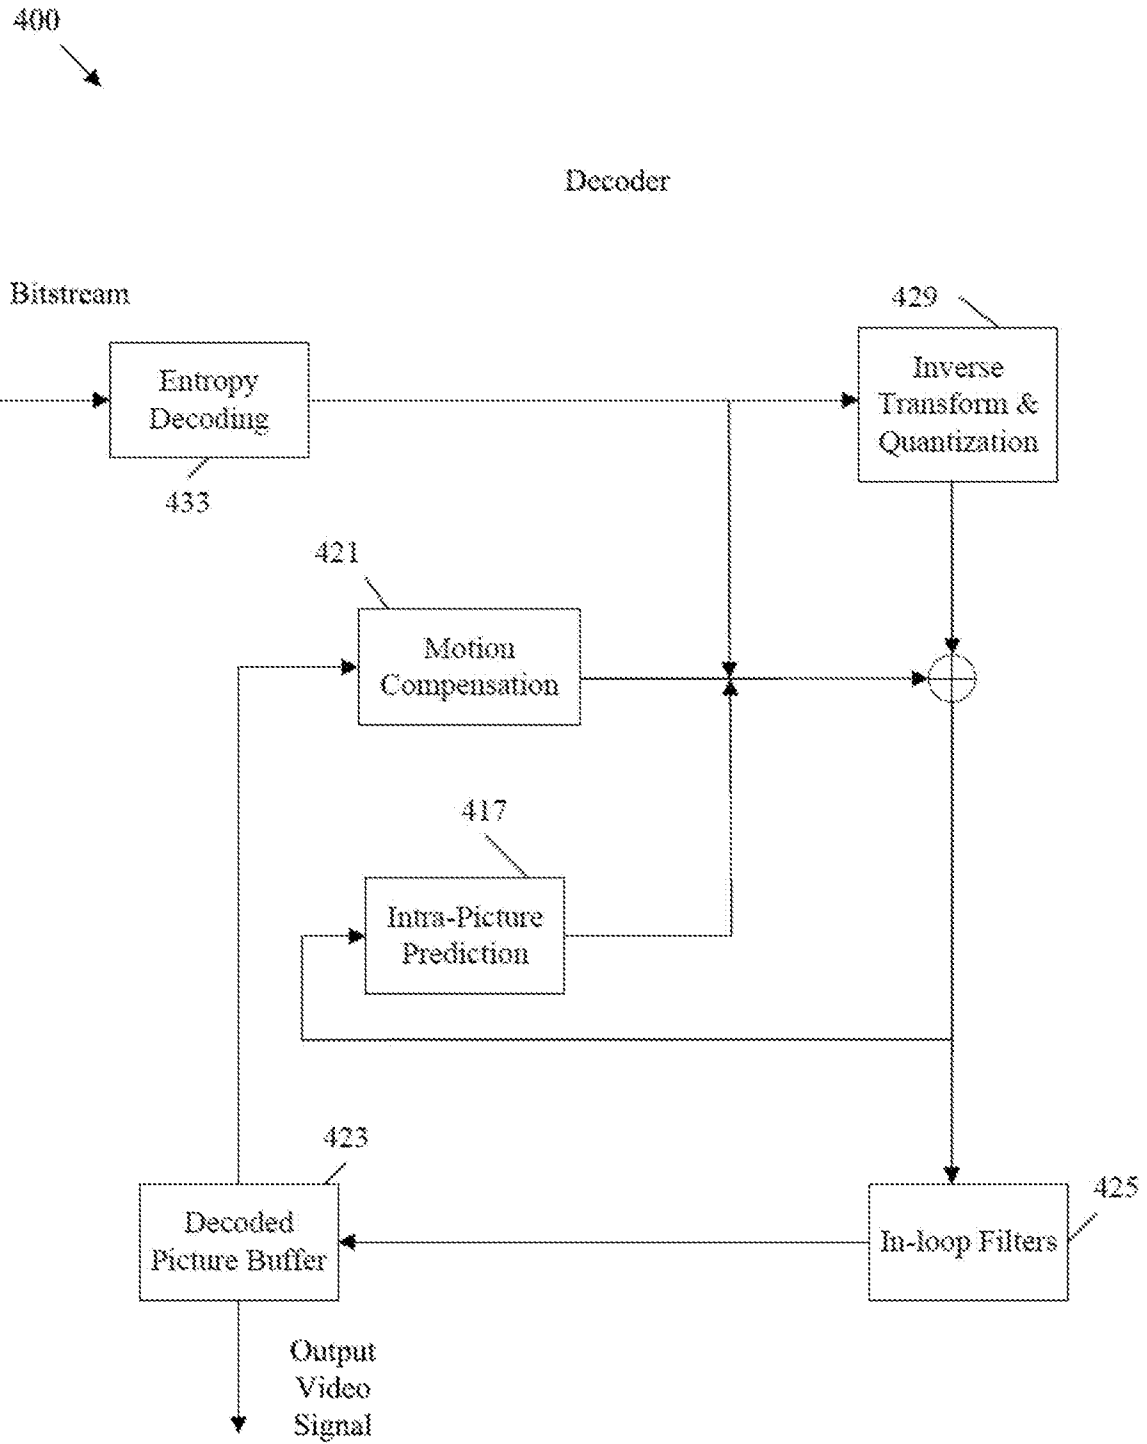 400
Decoder
Bitstream
429
Entropy
Decoding
Inverse
Transform &
Quantization
433
421
Motion
Compensation
417
Intra-Picture
Prediction
423
425
Decoded
Picture Buffer
In-loop Filters
Output
Video
Signal